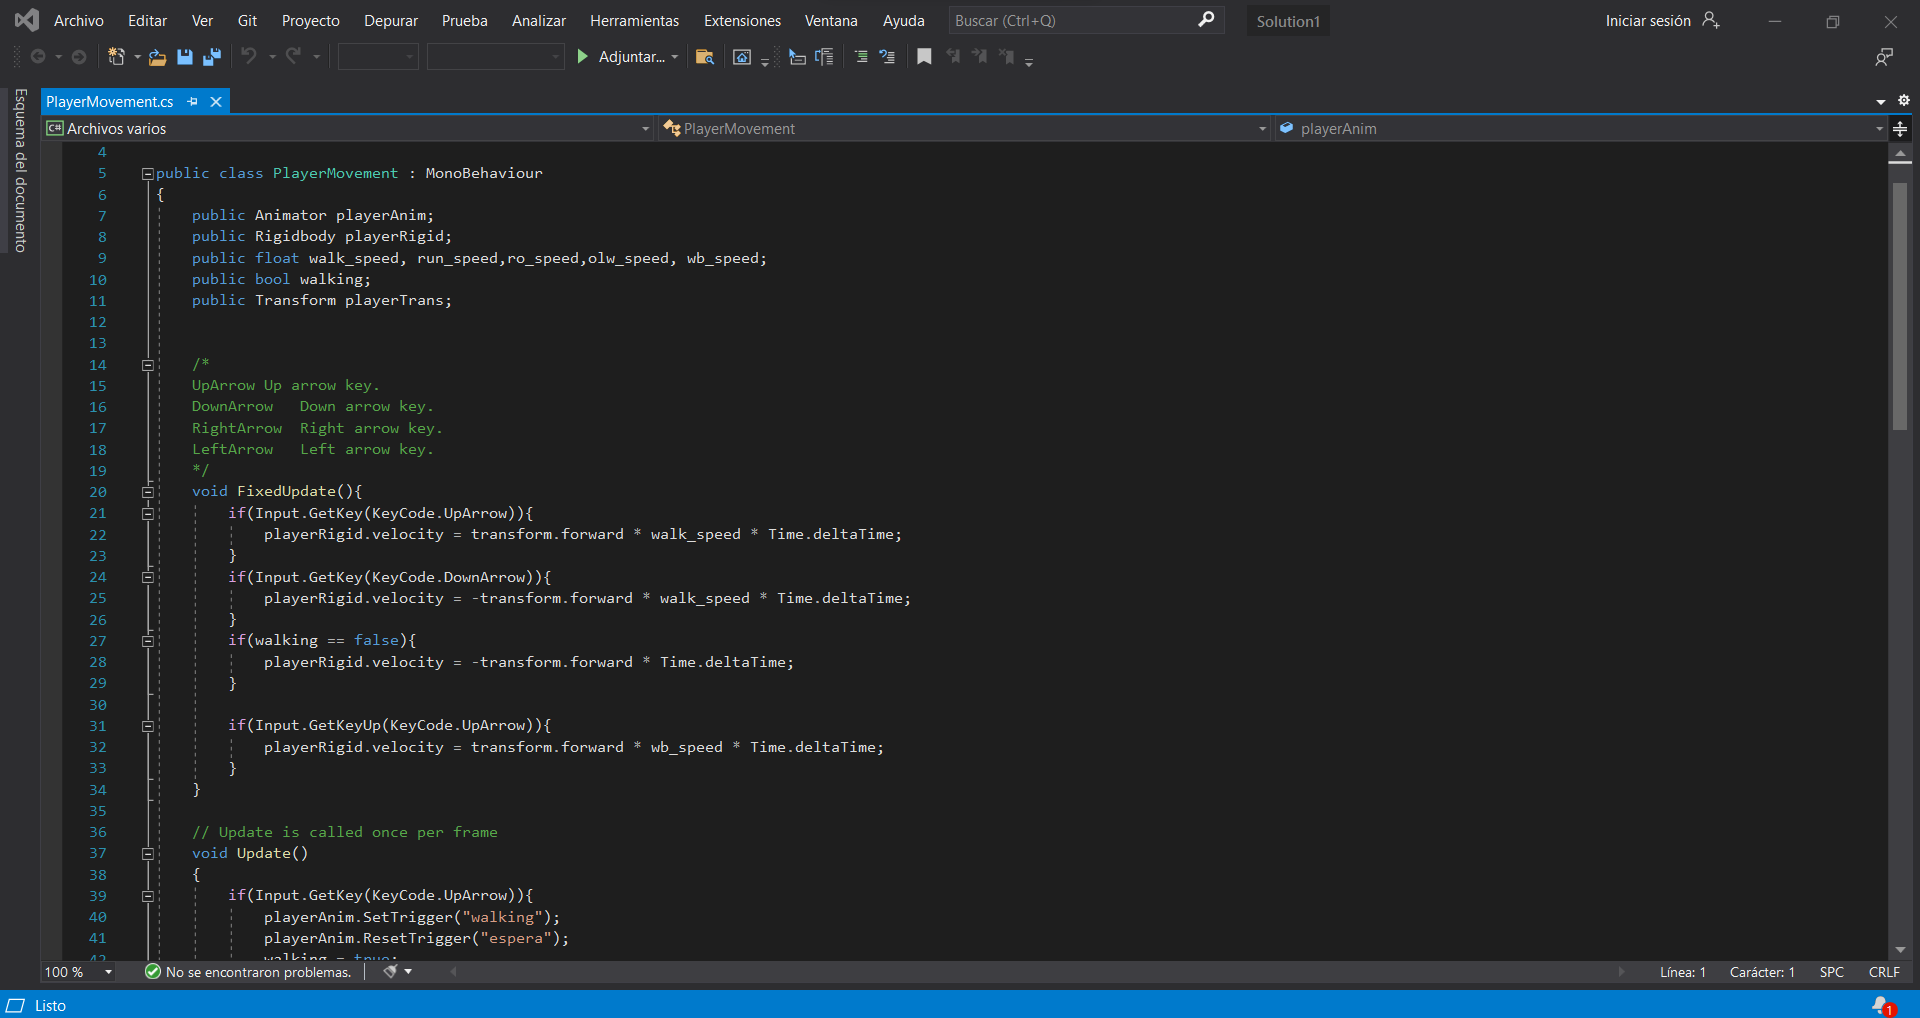 Archivo Editar Ver Git Proyecto Depurar Prueba Analizar Herramientas Extensiones Ventana Ayuda Buscar (Ctrl+Q) Solution1 Iniciar sesión
Adjuntar...
Esquema del documento
PlayerMovement.cs
C# Archivos varios PlayerMovement playerAnim
4
5 public class PlayerMovement : MonoBehaviour
6 {
7 public Animator playerAnim;
8 public Rigidbody playerRigid;
9 public float walk_speed, run_speed,ro_speed,olw_speed, wb_speed;
10 public bool walking;
11 public Transform playerTrans;
12
13
14 /*
15 UpArrow Up arrow key.
16 DownArrow   Down arrow key.
17 RightArrow  Right arrow key.
18 LeftArrow   Left arrow key.
19 */
20 void FixedUpdate(){
21 if(Input.GetKey(KeyCode.UpArrow)){
22 playerRigid.velocity = transform.forward * walk_speed * Time.deltaTime;
23 }
24 if(Input.GetKey(KeyCode.DownArrow)){
25 playerRigid.velocity = -transform.forward * walk_speed * Time.deltaTime;
26 }
27 if(walking == false){
28 playerRigid.velocity = -transform.forward * Time.deltaTime;
29 }
30
31 if(Input.GetKeyUp(KeyCode.UpArrow)){
32 playerRigid.velocity = transform.forward * wb_speed * Time.deltaTime;
33 }
34 }
35
36 // Update is called once per frame
37 void Update()
38 {
39 if(Input.GetKey(KeyCode.UpArrow)){
40 playerAnim.SetTrigger("walking");
41 playerAnim.ResetTrigger("espera");
42 walking = true;
100 % No se encontraron problemas. Línea: 1 Carácter: 1 SPC CRLF
Listo 1